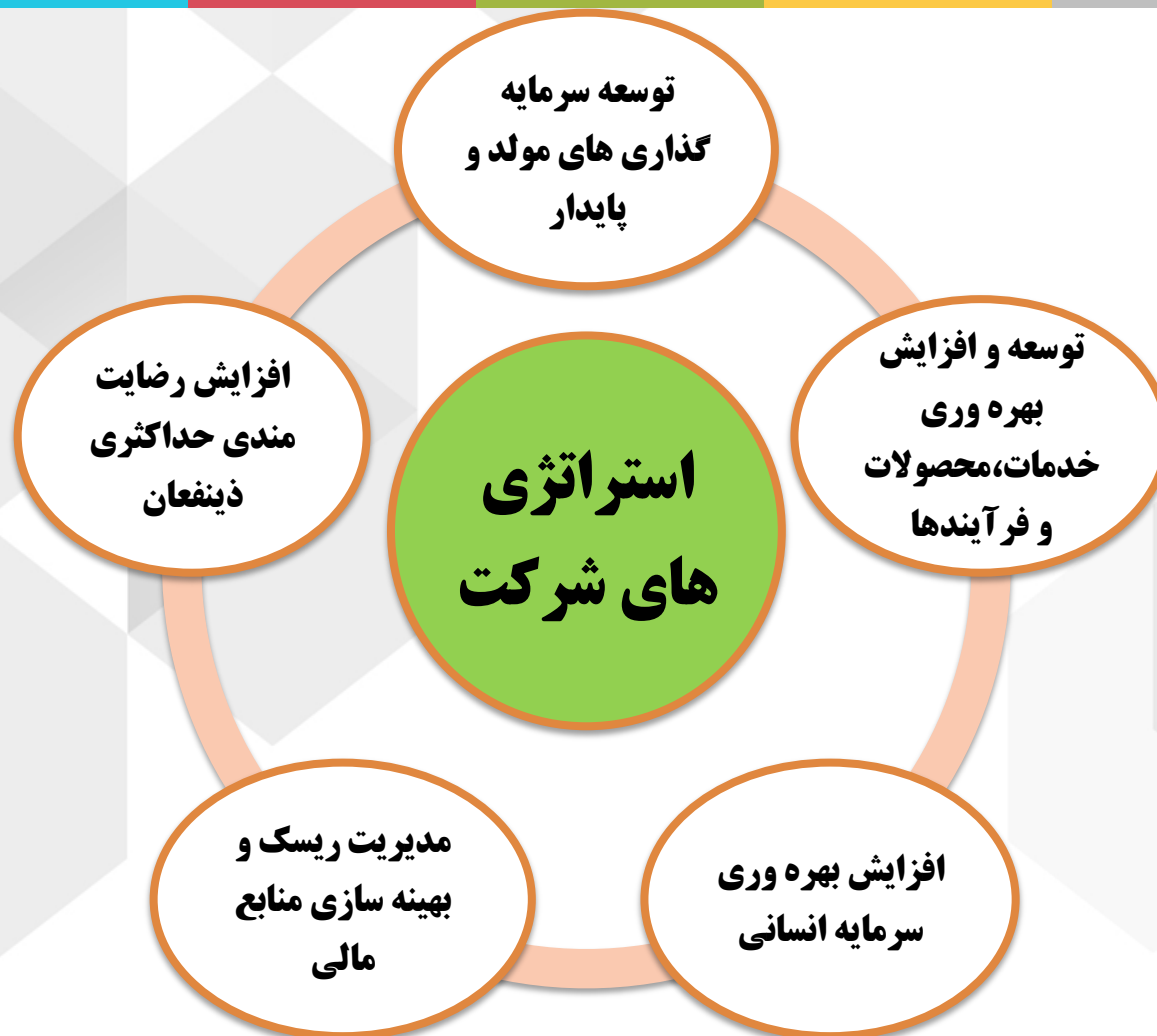 توسعه سرمایه
گذاری های مولد و
پایدار
توسعه و افزایش
بهره وری
خدمات،محصولات
و فرآیندها
افزایش رضایت
مندی حداکثری
ذینفعان
استراتژی
های شرکت
مدیریت ریسک و
بهینه سازی منابع
مالی
افزایش بهره وری
سرمایه انسانی